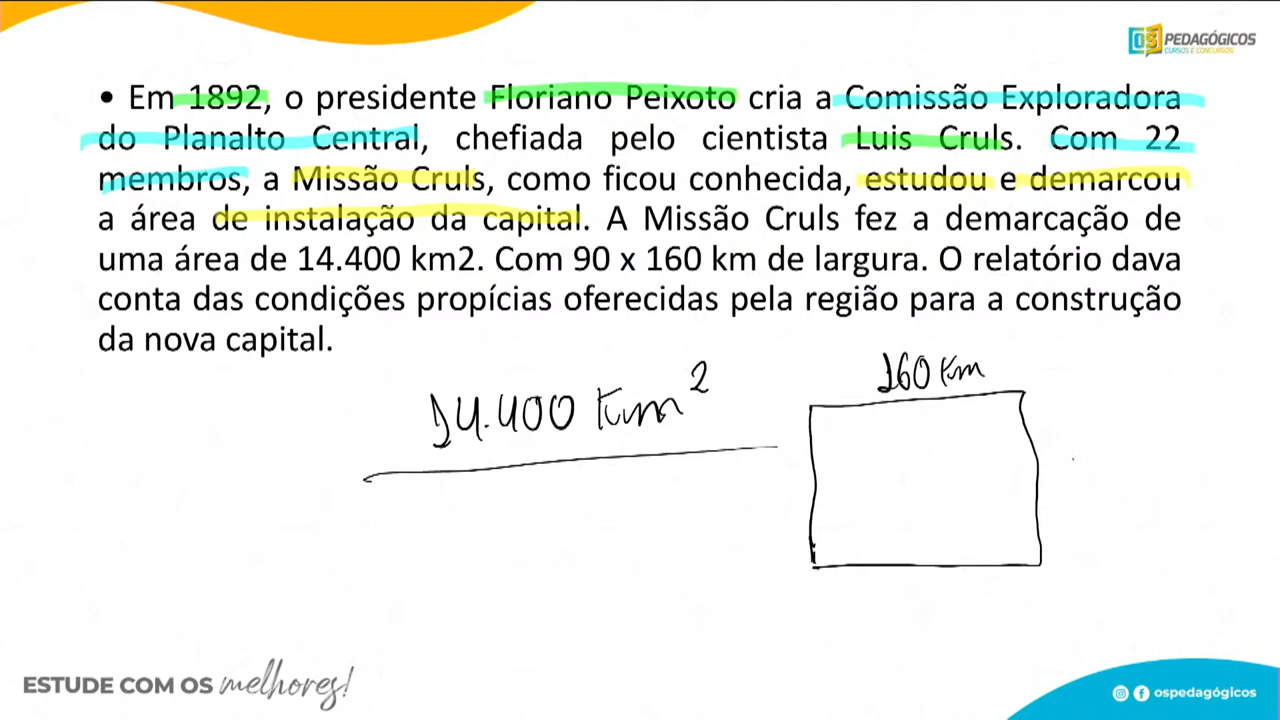 OS PEDAGÓGICOS
CURSOS E CONCURSOS
• Em 1892, o presidente Floriano Peixoto cria a Comissão Exploradora
do Planalto Central, chefiada pelo cientista Luis Cruls. Com 22
membros, a Missão Cruls, como ficou conhecida, estudou e demarcou
a área de instalação da capital. A Missão Cruls fez a demarcação de
uma área de 14.400 km2. Com 90 x 160 km de largura. O relatório dava
conta das condições propícias oferecidas pela região para a construção
da nova capital.
160 Km
14.400 Km²
ESTUDE COM OS melhores!
ospedagógicos